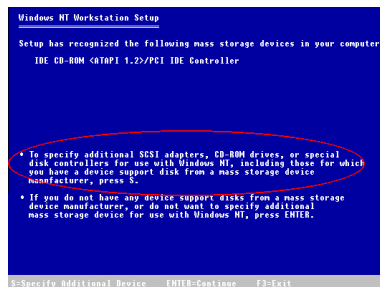 Windows NT Workstation Setup
Setup has recognized the following mass storage devices in your computer
IDE CD-ROM <ATAPI 1.2>/PCI IDE Controller
• To specify additional SCSI adapters, CD-ROM drives, or special
disk controllers for use with Windows NT, including those for which
you have a device support disk from a mass storage device
manufacturer, press S.
• If you do not have any device support disks from a mass storage
device manufacturer, or do not want to specify additional
mass storage device for use with Windows NT, press ENTER.
S=Specify Additional Device ENTER=Continue F3=Exit